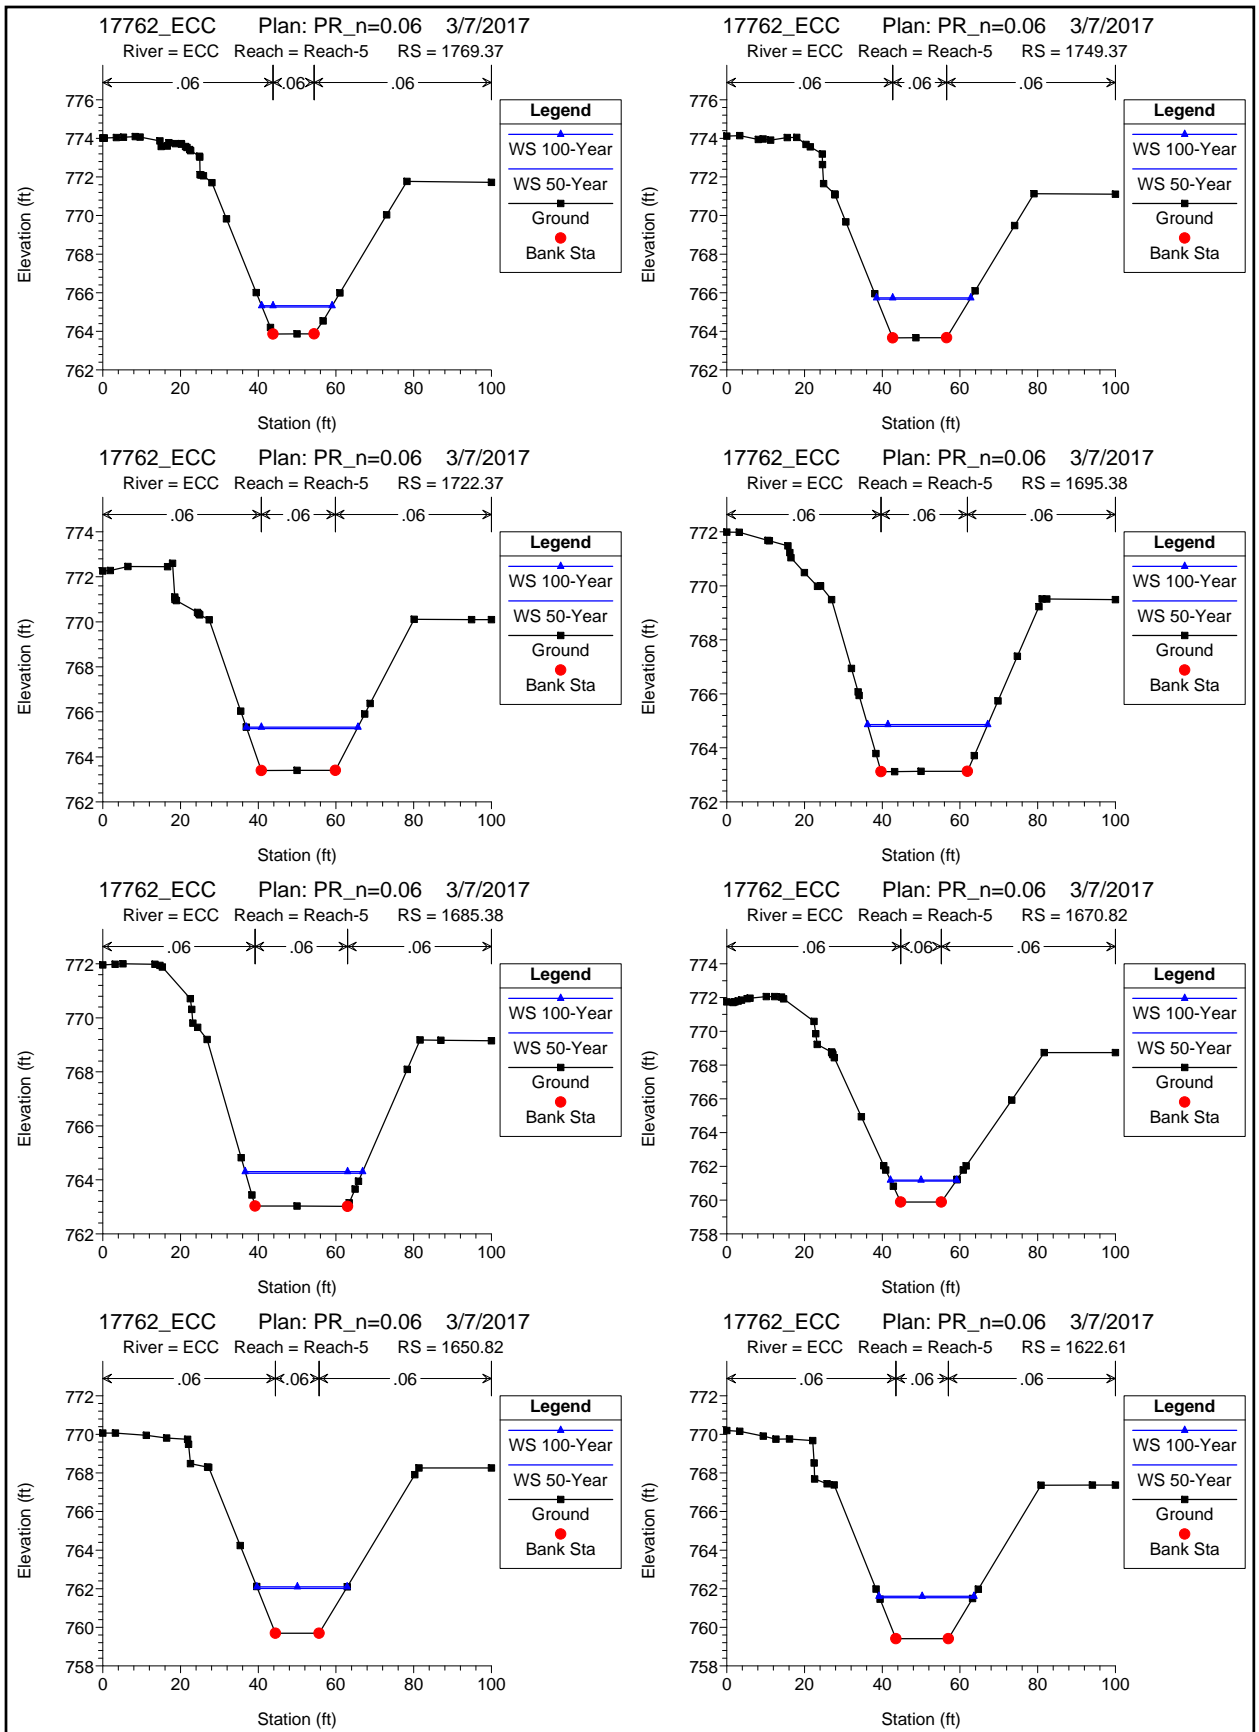 17762_ECC Plan: PR_n=0.06 3/7/2017
River = ECC Reach = Reach-5 RS = 1769.37
.06 .06 .06
776
774
772
770
768
766
764
762
0 20 40 60 80 100
Elevation (ft)
Station (ft)
Legend
WS 100-Year
WS 50-Year
Ground
Bank Sta
17762_ECC Plan: PR_n=0.06 3/7/2017
River = ECC Reach = Reach-5 RS = 1749.37
.06 .06 .06
776
774
772
770
768
766
764
762
0 20 40 60 80 100
Elevation (ft)
Station (ft)
Legend
WS 100-Year
WS 50-Year
Ground
Bank Sta
17762_ECC Plan: PR_n=0.06 3/7/2017
River = ECC Reach = Reach-5 RS = 1722.37
.06 .06 .06
774
772
770
768
766
764
762
0 20 40 60 80 100
Elevation (ft)
Station (ft)
Legend
WS 100-Year
WS 50-Year
Ground
Bank Sta
17762_ECC Plan: PR_n=0.06 3/7/2017
River = ECC Reach = Reach-5 RS = 1695.38
.06 .06 .06
772
770
768
766
764
762
0 20 40 60 80 100
Elevation (ft)
Station (ft)
Legend
WS 100-Year
WS 50-Year
Ground
Bank Sta
17762_ECC Plan: PR_n=0.06 3/7/2017
River = ECC Reach = Reach-5 RS = 1685.38
.06 .06 .06
772
770
768
766
764
762
0 20 40 60 80 100
Elevation (ft)
Station (ft)
Legend
WS 100-Year
WS 50-Year
Ground
Bank Sta
17762_ECC Plan: PR_n=0.06 3/7/2017
River = ECC Reach = Reach-5 RS = 1670.82
.06 .06 .06
774
772
770
768
766
764
762
760
758
0 20 40 60 80 100
Elevation (ft)
Station (ft)
Legend
WS 100-Year
WS 50-Year
Ground
Bank Sta
17762_ECC Plan: PR_n=0.06 3/7/2017
River = ECC Reach = Reach-5 RS = 1650.82
.06 .06 .06
772
770
768
766
764
762
760
758
0 20 40 60 80 100
Elevation (ft)
Station (ft)
Legend
WS 100-Year
WS 50-Year
Ground
Bank Sta
17762_ECC Plan: PR_n=0.06 3/7/2017
River = ECC Reach = Reach-5 RS = 1622.61
.06 .06 .06
772
770
768
766
764
762
760
758
0 20 40 60 80 100
Elevation (ft)
Station (ft)
Legend
WS 100-Year
WS 50-Year
Ground
Bank Sta